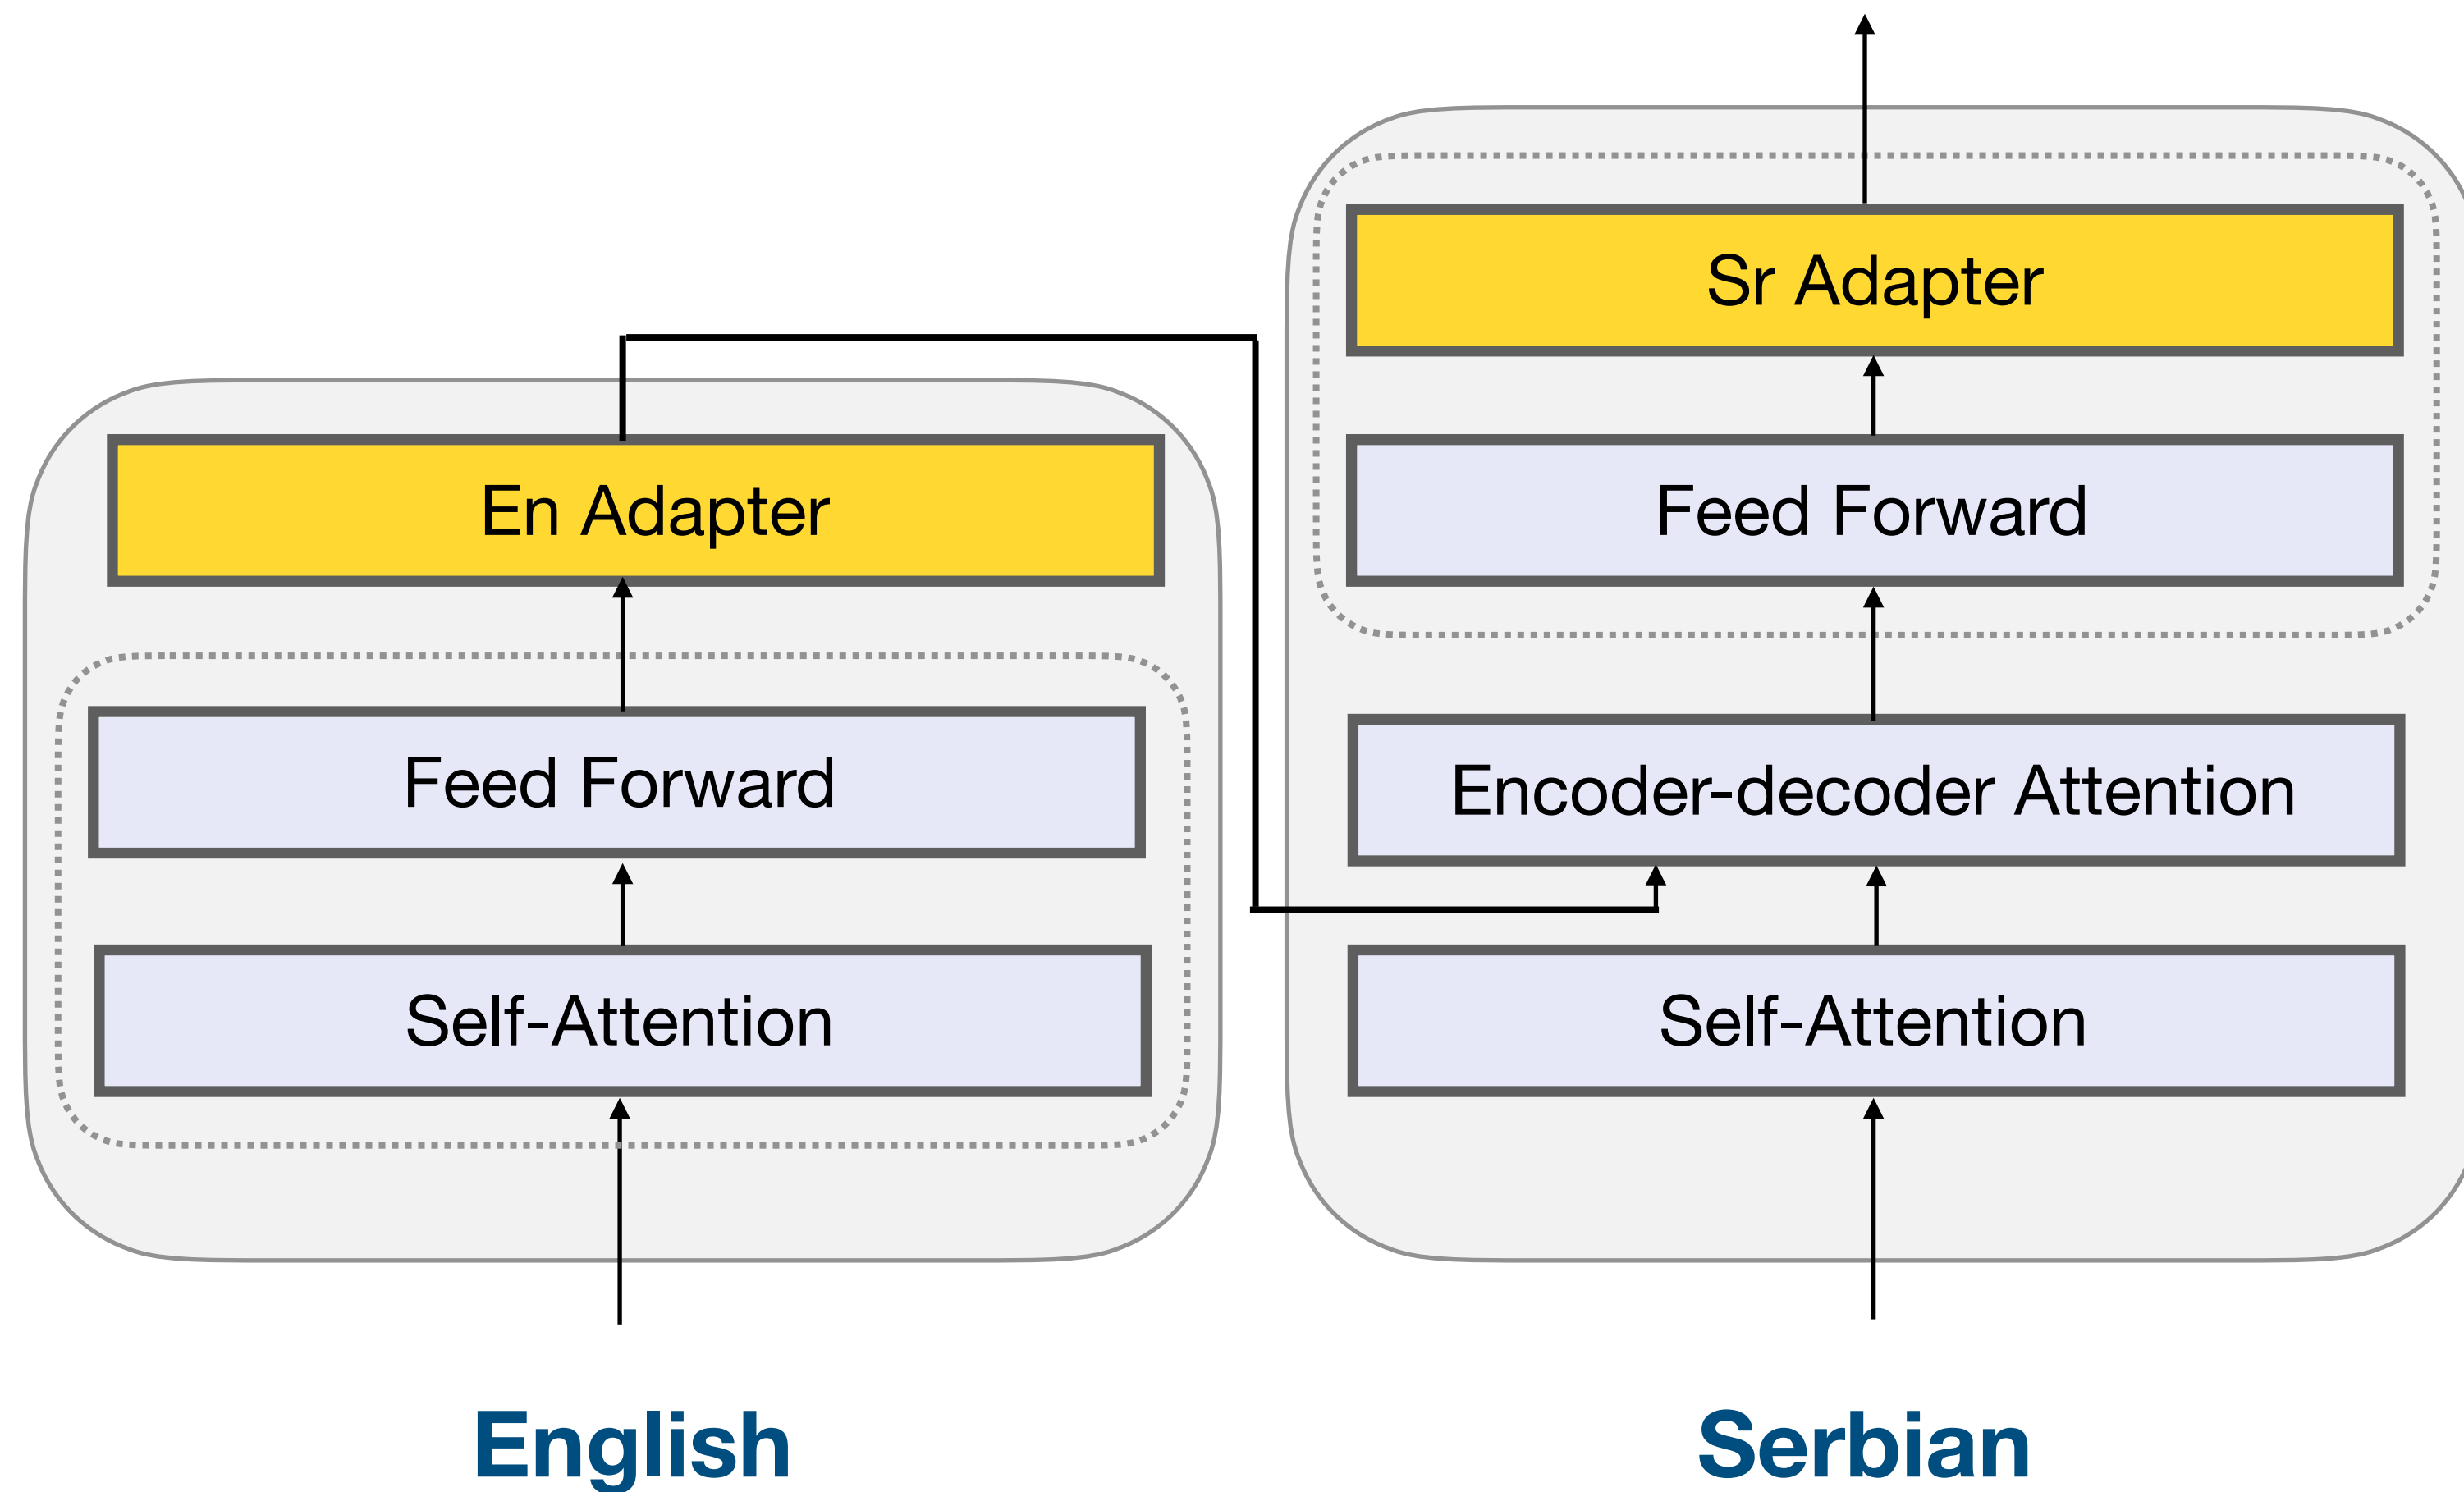 En Adapter
Feed Forward
Self-Attention
English
Sr Adapter
Feed Forward
Encoder-decoder Attention
Self-Attention
Serbian